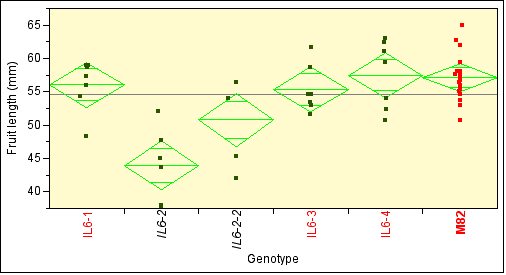 Fruit length (mm)
65
60
55
50
45
40
IL6-1
IL6-2
IL6-2-2
IL6-3
IL6-4
M82
Genotype